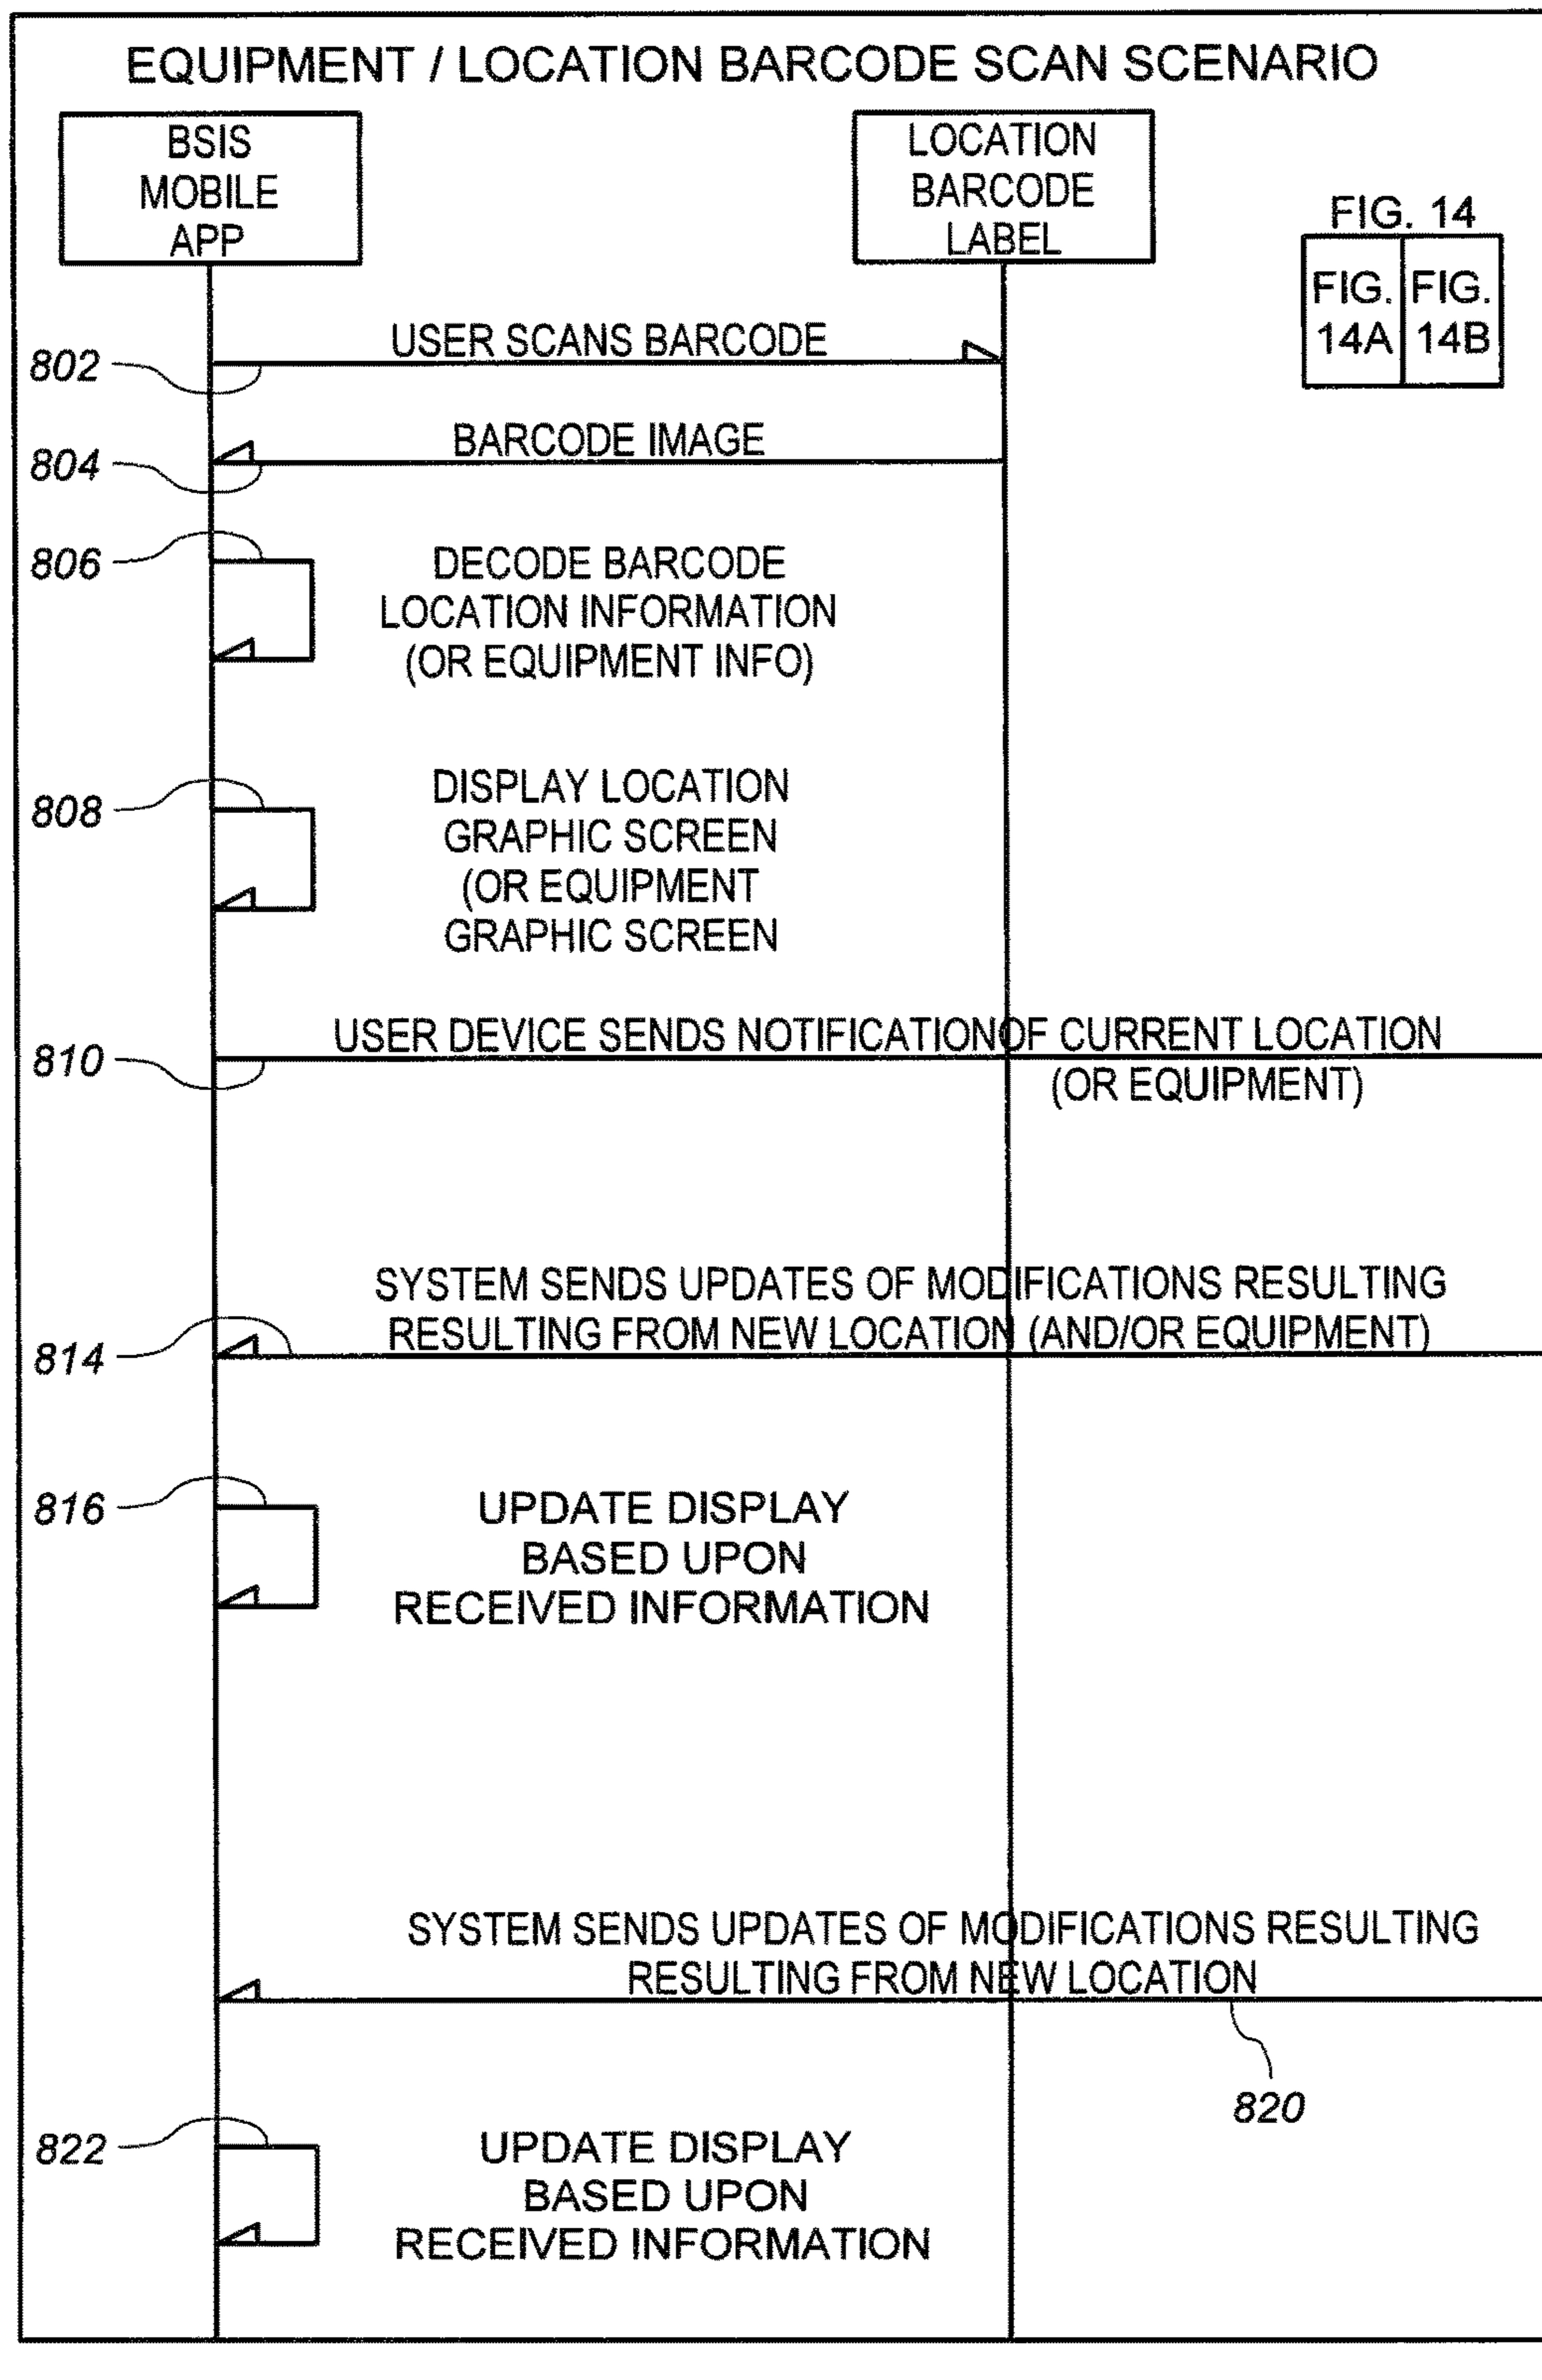 EQUIPMENT / LOCATION BARCODE SCAN SCENARIO
BSIS
MOBILE
APP
LOCATION
BARCODE
LABEL
FIG. 14
FIG.
14A
FIG.
14B
USER SCANS BARCODE
802
BARCODE IMAGE
804
806
DECODE BARCODE
LOCATION INFORMATION
(OR EQUIPMENT INFO)
808
DISPLAY LOCATION
GRAPHIC SCREEN
(OR EQUIPMENT
GRAPHIC SCREEN
USER DEVICE SENDS NOTIFICATIONOF CURRENT LOCATION
810
(OR EQUIPMENT)
SYSTEM SENDS UPDATES OF MODIFICATIONS RESULTING
RESULTING FROM NEW LOCATION (AND/OR EQUIPMENT)
814
816
UPDATE DISPLAY
BASED UPON
RECEIVED INFORMATION
SYSTEM SENDS UPDATES OF MODIFICATIONS RESULTING
RESULTING FROM NEW LOCATION
820
822
UPDATE DISPLAY
BASED UPON
RECEIVED INFORMATION